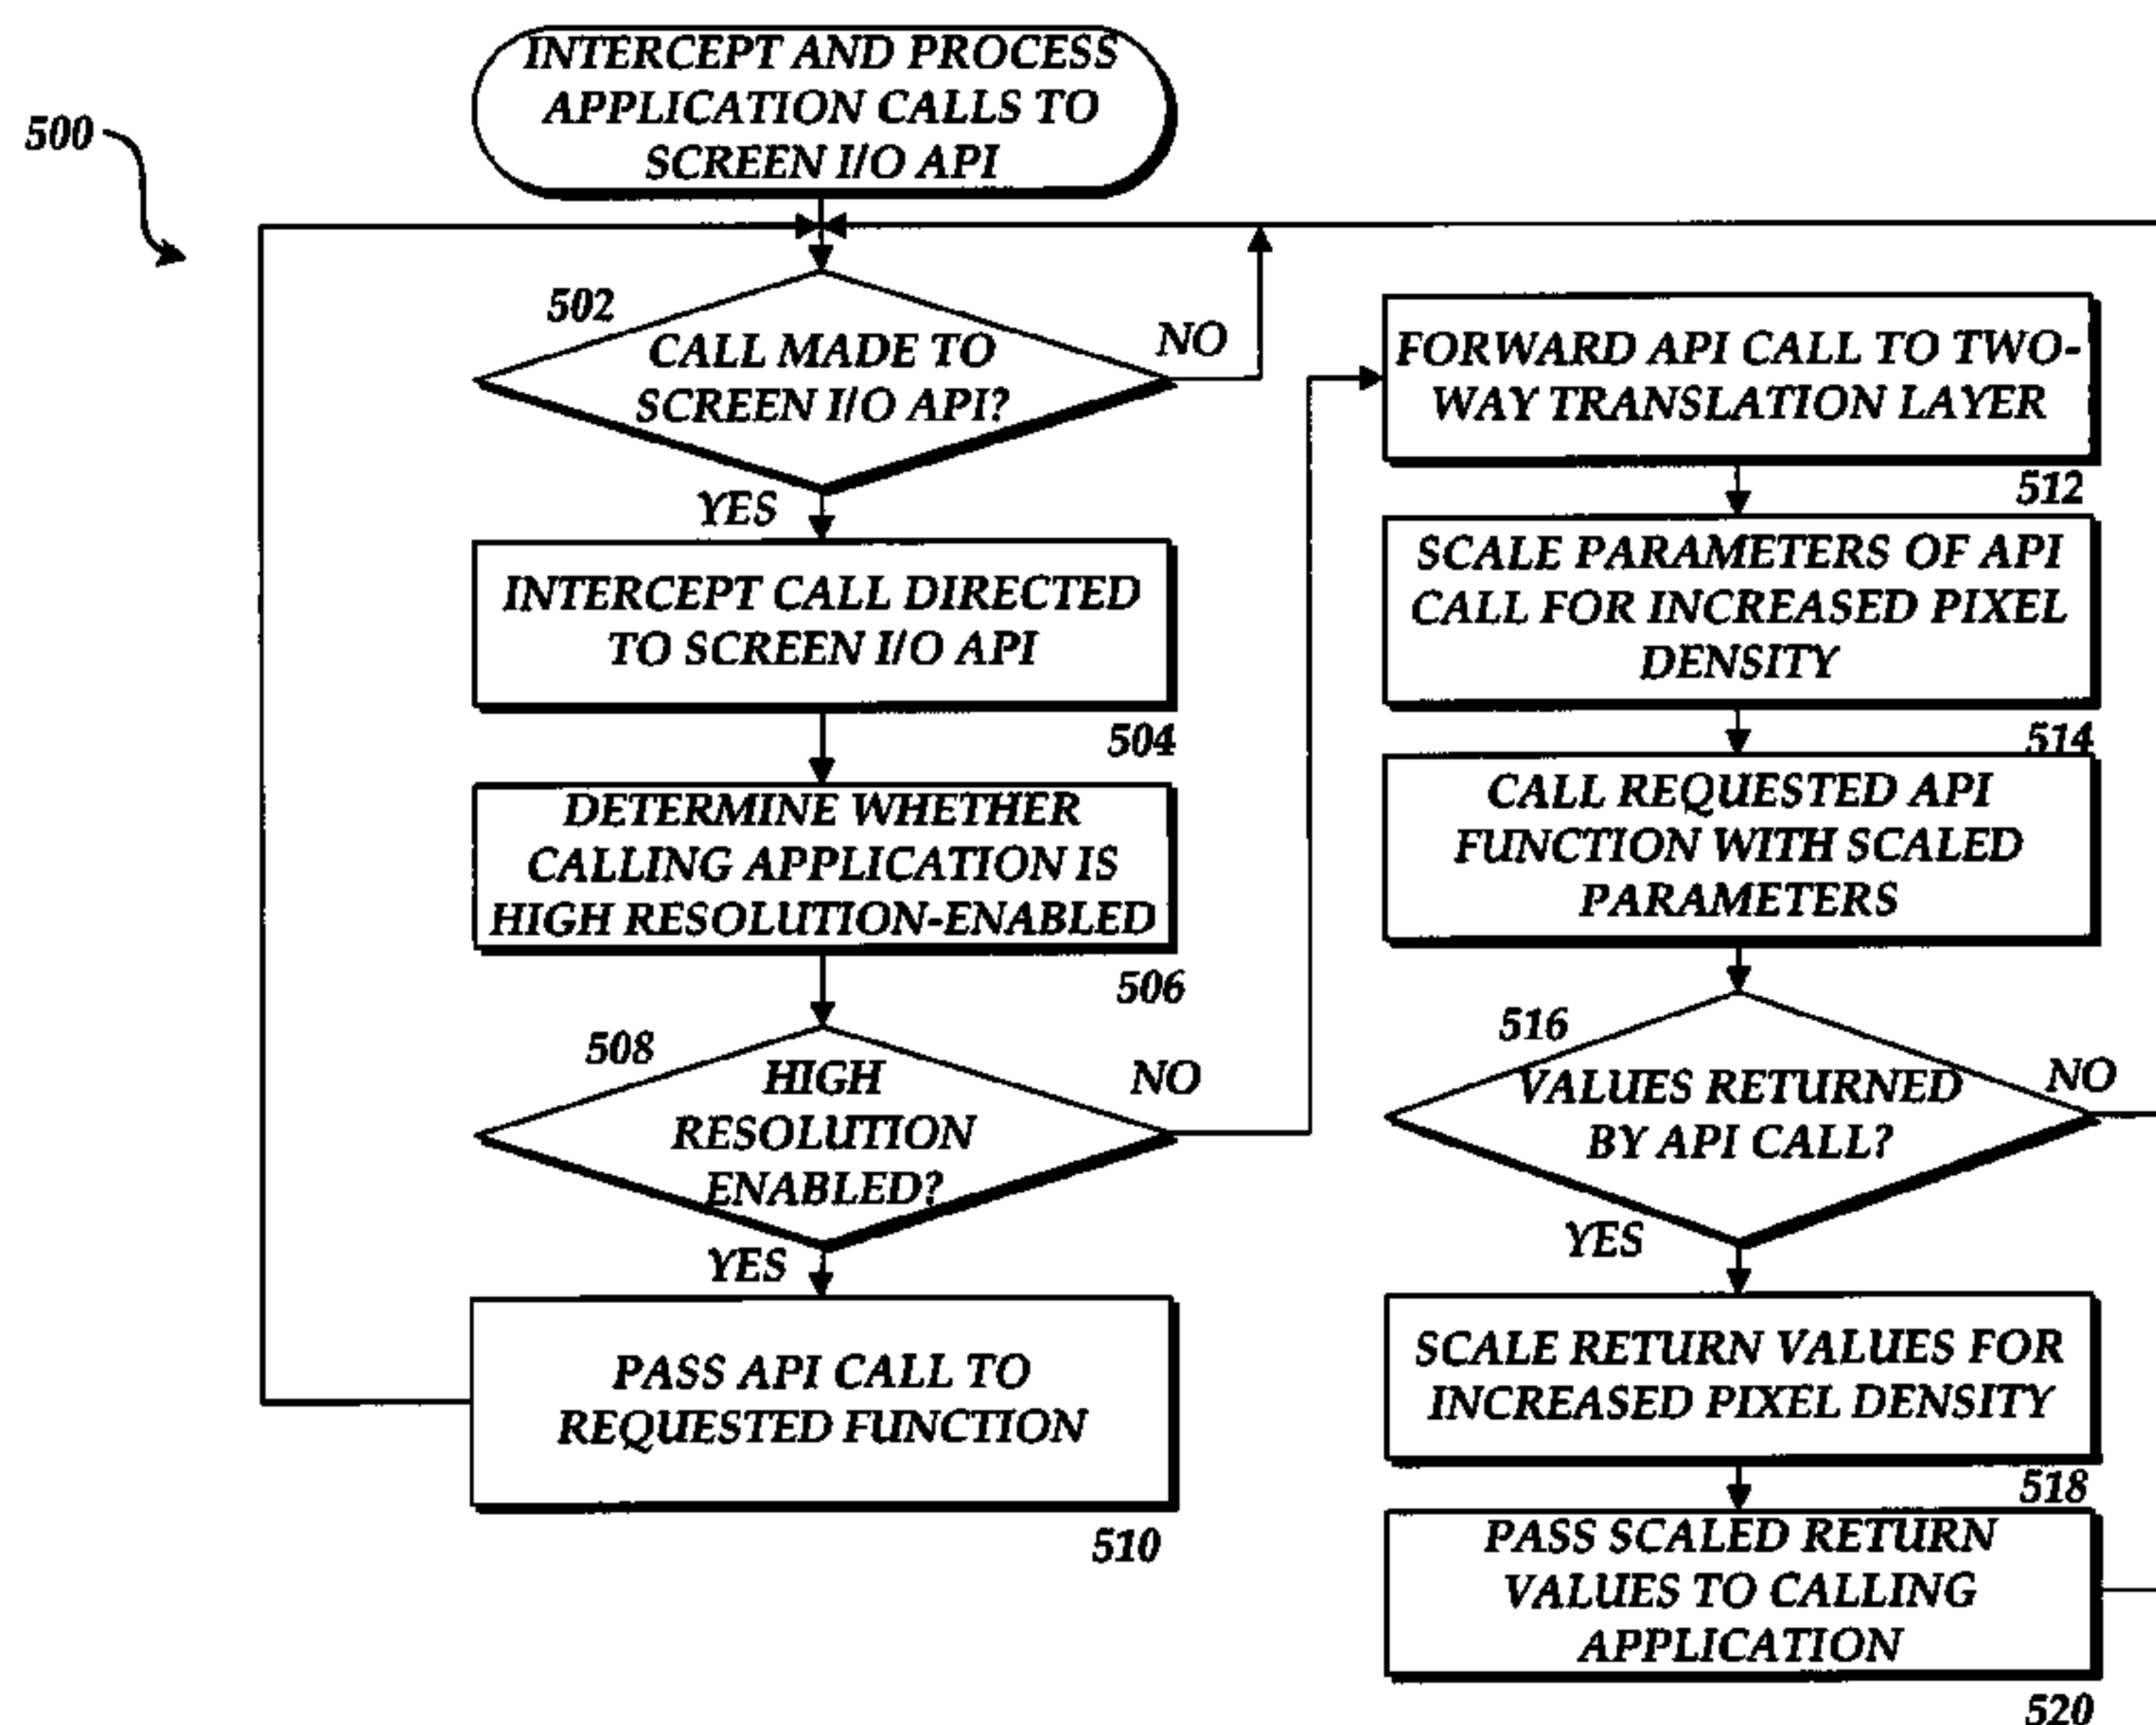 INTERCEPT AND PROCESS
APPLICATION CALLS TO
SCREEN I/O API
500
502
CALL MADE TO
SCREEN I/O API?
NO
YES
INTERCEPT CALL DIRECTED
TO SCREEN I/O API
504
DETERMINE WHETHER
CALLING APPLICATION IS
HIGH RESOLUTION-ENABLED
506
508
HIGH
RESOLUTION
ENABLED?
NO
YES
PASS API CALL TO
REQUESTED FUNCTION
510
FORWARD API CALL TO TWO-
WAY TRANSLATION LAYER
512
SCALE PARAMETERS OF API
CALL FOR INCREASED PIXEL
DENSITY
514
CALL REQUESTED API
FUNCTION WITH SCALED
PARAMETERS
516
VALUES RETURNED
BY API CALL?
NO
YES
SCALE RETURN VALUES FOR
INCREASED PIXEL DENSITY
518
PASS SCALED RETURN
VALUES TO CALLING
APPLICATION
520